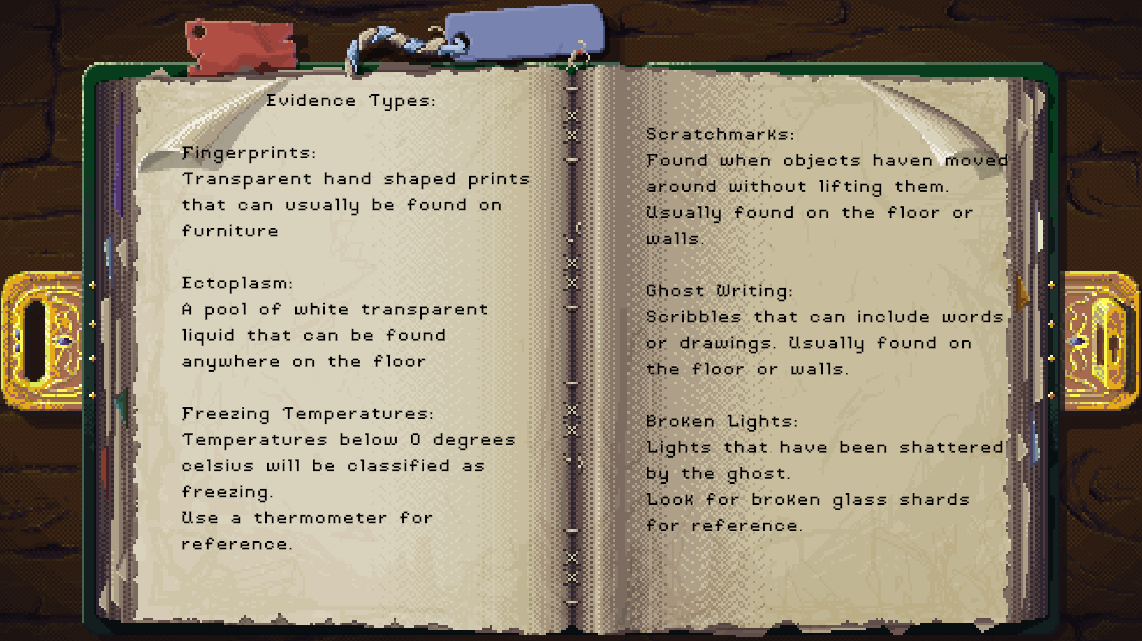 Evidence Types:
Fingerprints:
Transparent hand shaped prints
that can usually be found on
furniture
Ectoplasm:
A pool of white transparent
liquid that can be found
anywhere on the floor
Freezing Temperatures:
Temperatures below 0 degrees
celsius will be classified as
freezing.
Use a thermometer for
reference.
Scratchmarks:
Found when objects haven moved
around without lifting them.
Usually found on the floor or
walls.
Ghost Writing:
Scribbles that can include words
or drawings. Usually found on
the floor or walls.
Broken Lights:
Lights that have been shattered
by the ghost.
Look for broken glass shards
for reference.